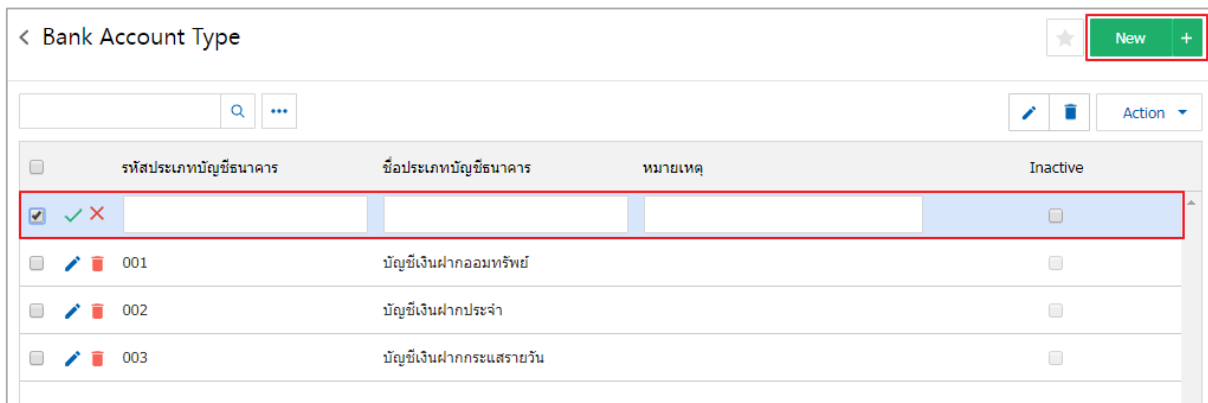 < Bank Account Type
New +
Action
รหัสประเภทบัญชีธนาคาร ชื่อประเภทบัญชีธนาคาร หมายเหตุ Inactive
001 บัญชีเงินฝากออมทรัพย์
002 บัญชีเงินฝากประจำ
003 บัญชีเงินฝากกระแสรายวัน